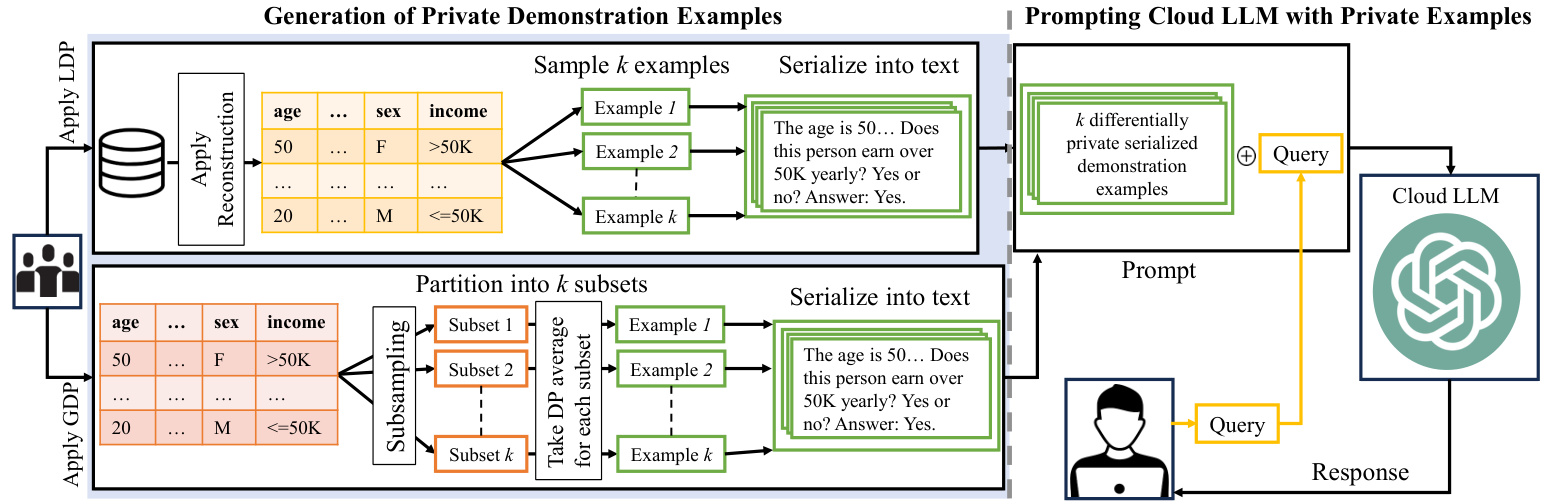 Generation of Private Demonstration Examples
Prompting Cloud LLM with Private Examples
Apply LDP
Apply
Reconstruction
age … sex income
50 … F >50K
… … … …
20 … M <=50K
Sample k examples
Example 1
Example 2
Example k
Serialize into text
The age is 50… Does
this person earn over
50K yearly? Yes or
no? Answer: Yes.
k differentially
private serialized
demonstration
examples
Query
Prompt
Cloud LLM
Apply GDP
age … sex income
50 … F >50K
… … … …
20 … M <=50K
Partition into k subsets
Subsampling
Subset 1
Subset 2
Subset k
Take DP average
for each subset
Example 1
Example 2
Example k
Serialize into text
The age is 50… Does
this person earn over
50K yearly? Yes or
no? Answer: Yes.
Query
Response